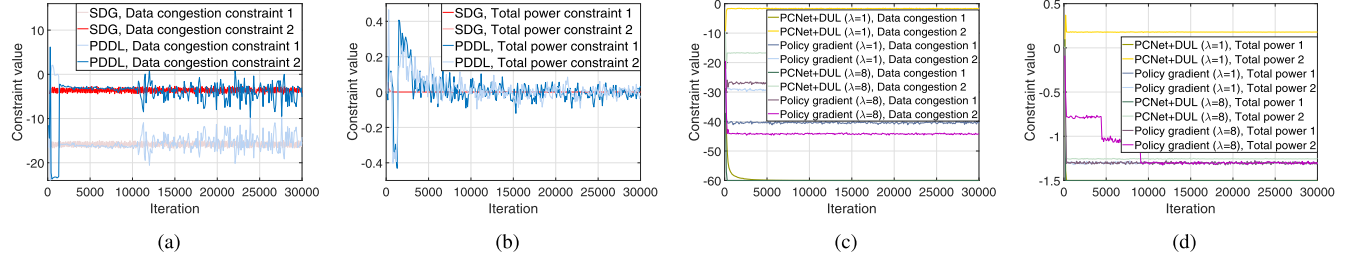 SDG, Data congestion constraint 1
SDG, Data congestion constraint 2
PDDL, Data congestion constraint 1
PDDL, Data congestion constraint 2
Constraint value
10
0
-10
-20
0
5000
10000
15000
20000
25000
30000
Iteration
(a)
SDG, Total power constraint 1
SDG, Total power constraint 2
PDDL, Total power constraint 1
PDDL, Total power constraint 2
Constraint value
0.4
0.2
0
-0.2
-0.4
0
5000
10000
15000
20000
25000
30000
Iteration
(b)
PCNet+DUL (λ=1), Data congestion 1
PCNet+DUL (λ=1), Data congestion 2
Policy gradient (λ=1), Data congestion 1
Policy gradient (λ=1), Data congestion 2
PCNet+DUL (λ=8), Data congestion 1
PCNet+DUL (λ=8), Data congestion 2
Policy gradient (λ=8), Data congestion 1
Policy gradient (λ=8), Data congestion 2
Constraint value
0
-10
-20
-30
-40
-50
-60
0
5000
10000
15000
20000
25000
30000
Iteration
(c)
PCNet+DUL (λ=1), Total power 1
PCNet+DUL (λ=1), Total power 2
Policy gradient (λ=1), Total power 1
Policy gradient (λ=1), Total power 2
PCNet+DUL (λ=8), Total power 1
PCNet+DUL (λ=8), Total power 2
Policy gradient (λ=8), Total power 1
Policy gradient (λ=8), Total power 2
Constraint value
0.5
0
-0.5
-1
-1.5
0
5000
10000
15000
20000
25000
30000
Iteration
(d)